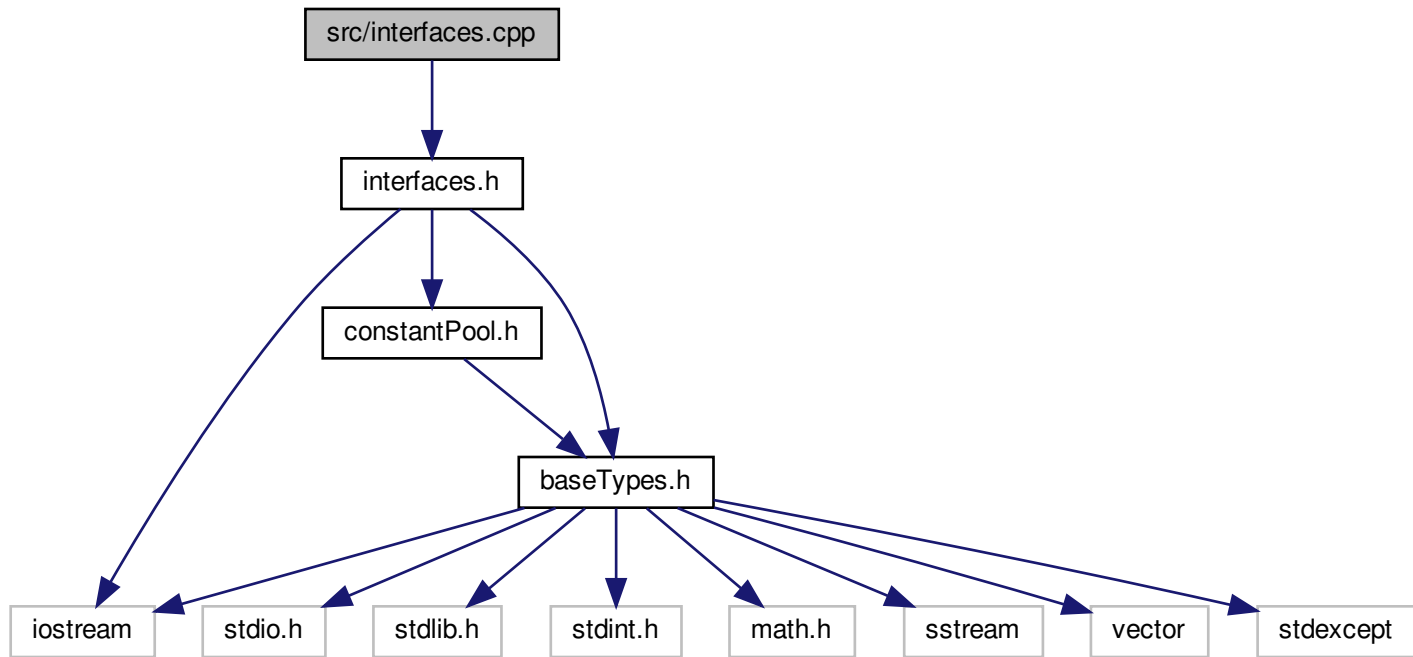 src/interfaces.cpp
interfaces.h
constantPool.h
baseTypes.h
iostream
stdio.h
stdlib.h
stdint.h
math.h
sstream
vector
stdexcept